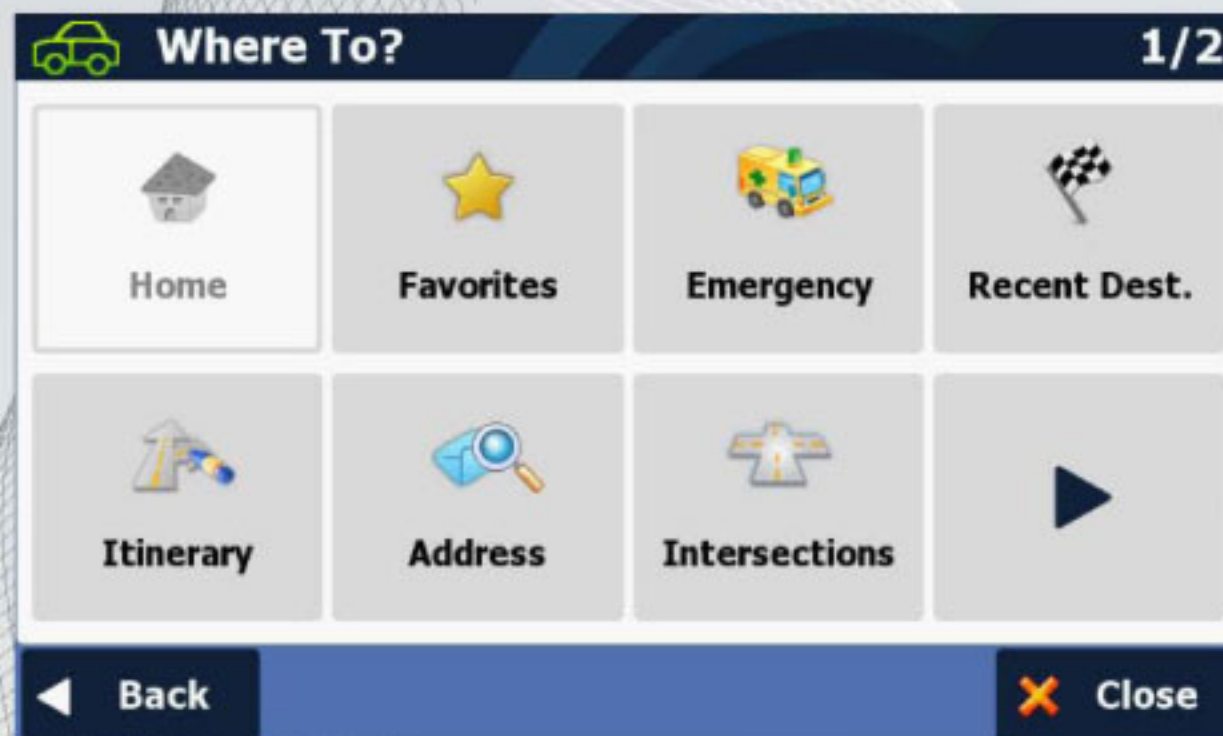 Where To? 1/2
Home Favorites Emergency Recent Dest.
Itinerary Address Intersections
Back Close